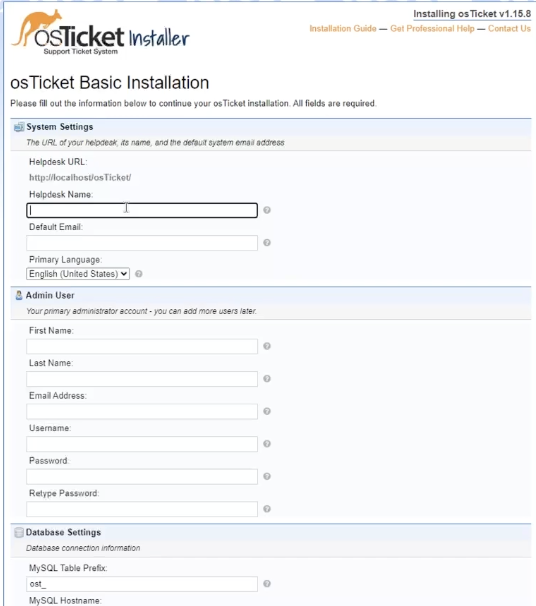 Installing osTicket v1.15.8
Installation Guide — Get Professional Help — Contact Us
osTicket Installer
Support Ticket System
osTicket Basic Installation
Please fill out the information below to continue your osTicket installation. All fields are required.
System Settings
The URL of your helpdesk, its name, and the default system email address
Helpdesk URL:
http://localhost/osTicket/
Helpdesk Name:
Default Email:
Primary Language:
English (United States)
Admin User
Your primary administrator account - you can add more users later.
First Name:
Last Name:
Email Address:
Username:
Password:
Retype Password:
Database Settings
Database connection information
MySQL Table Prefix:
ost_
MySQL Hostname: